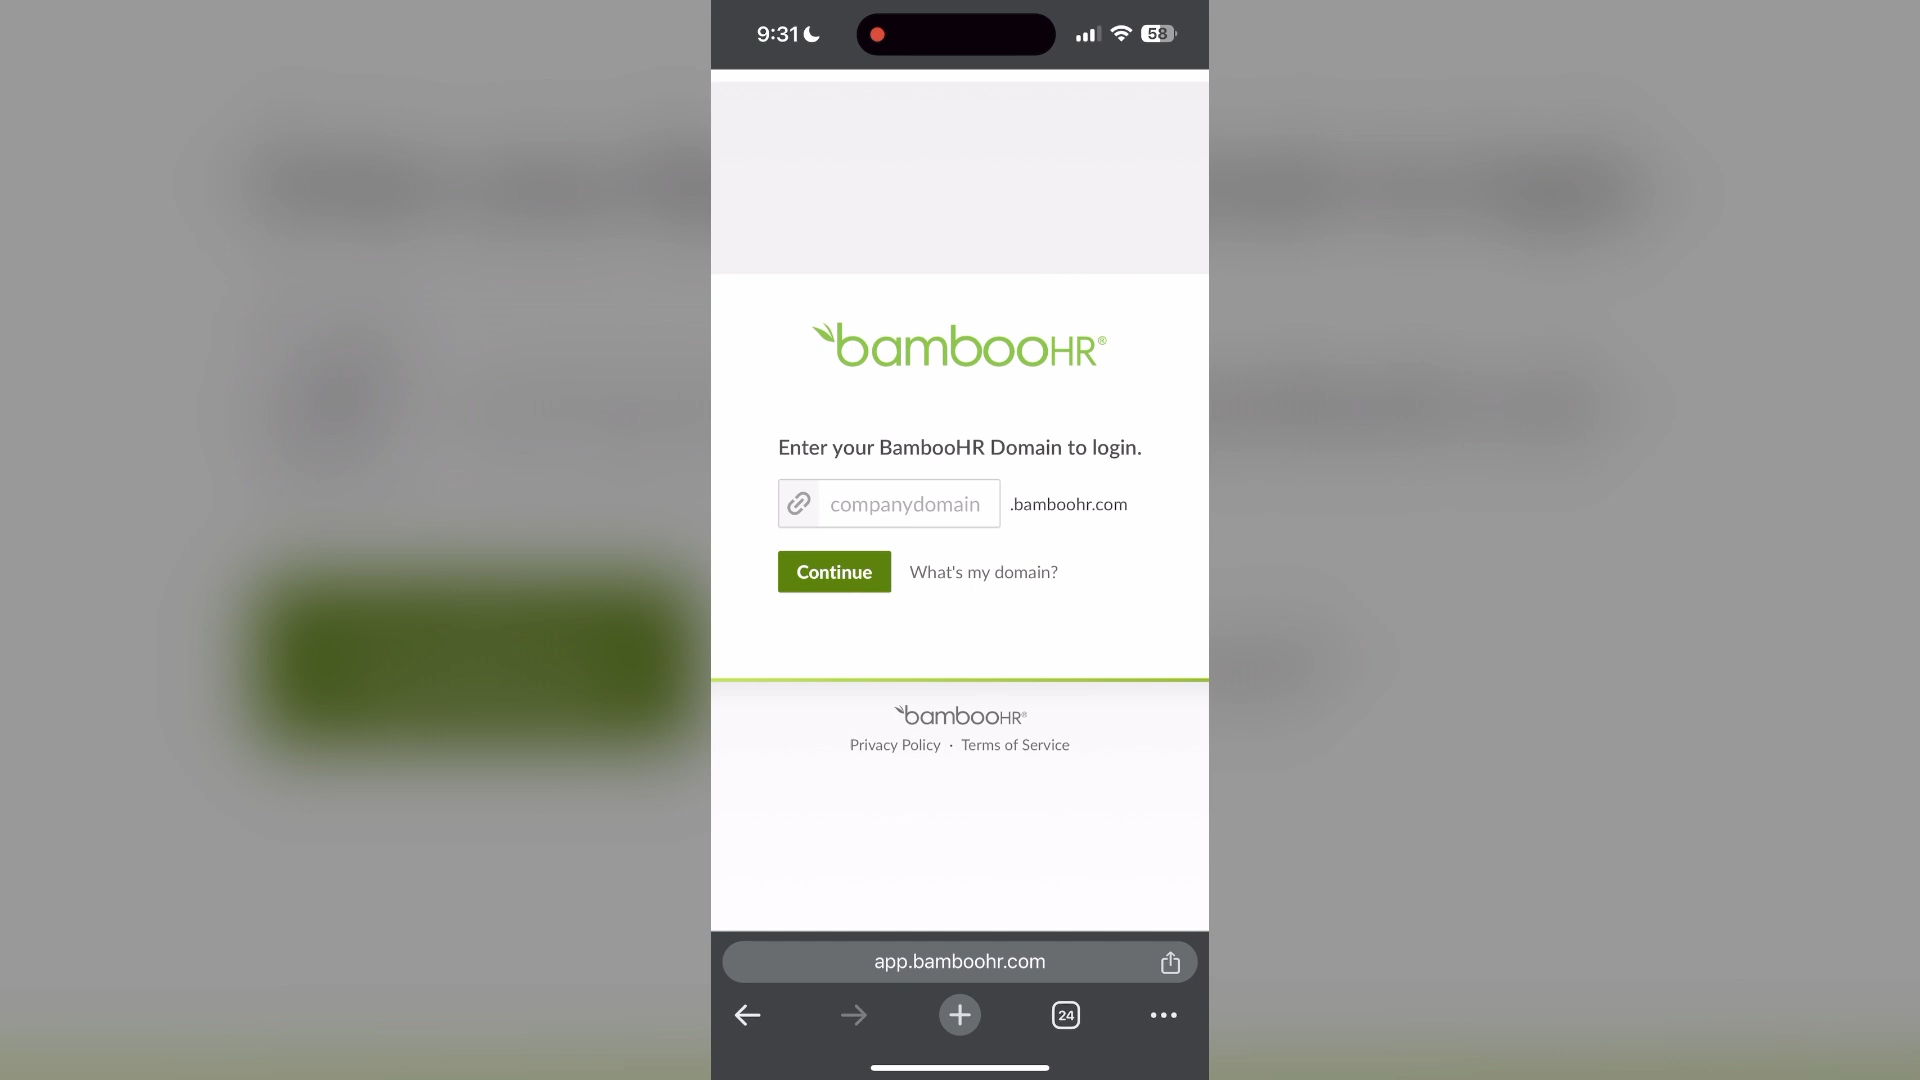 9:31
58
bambooHR®
Enter your BambooHR Domain to login.
companydomain .bamboohr.com
Continue What's my domain?
bambooHR®
Privacy Policy · Terms of Service
app.bamboohr.com
24